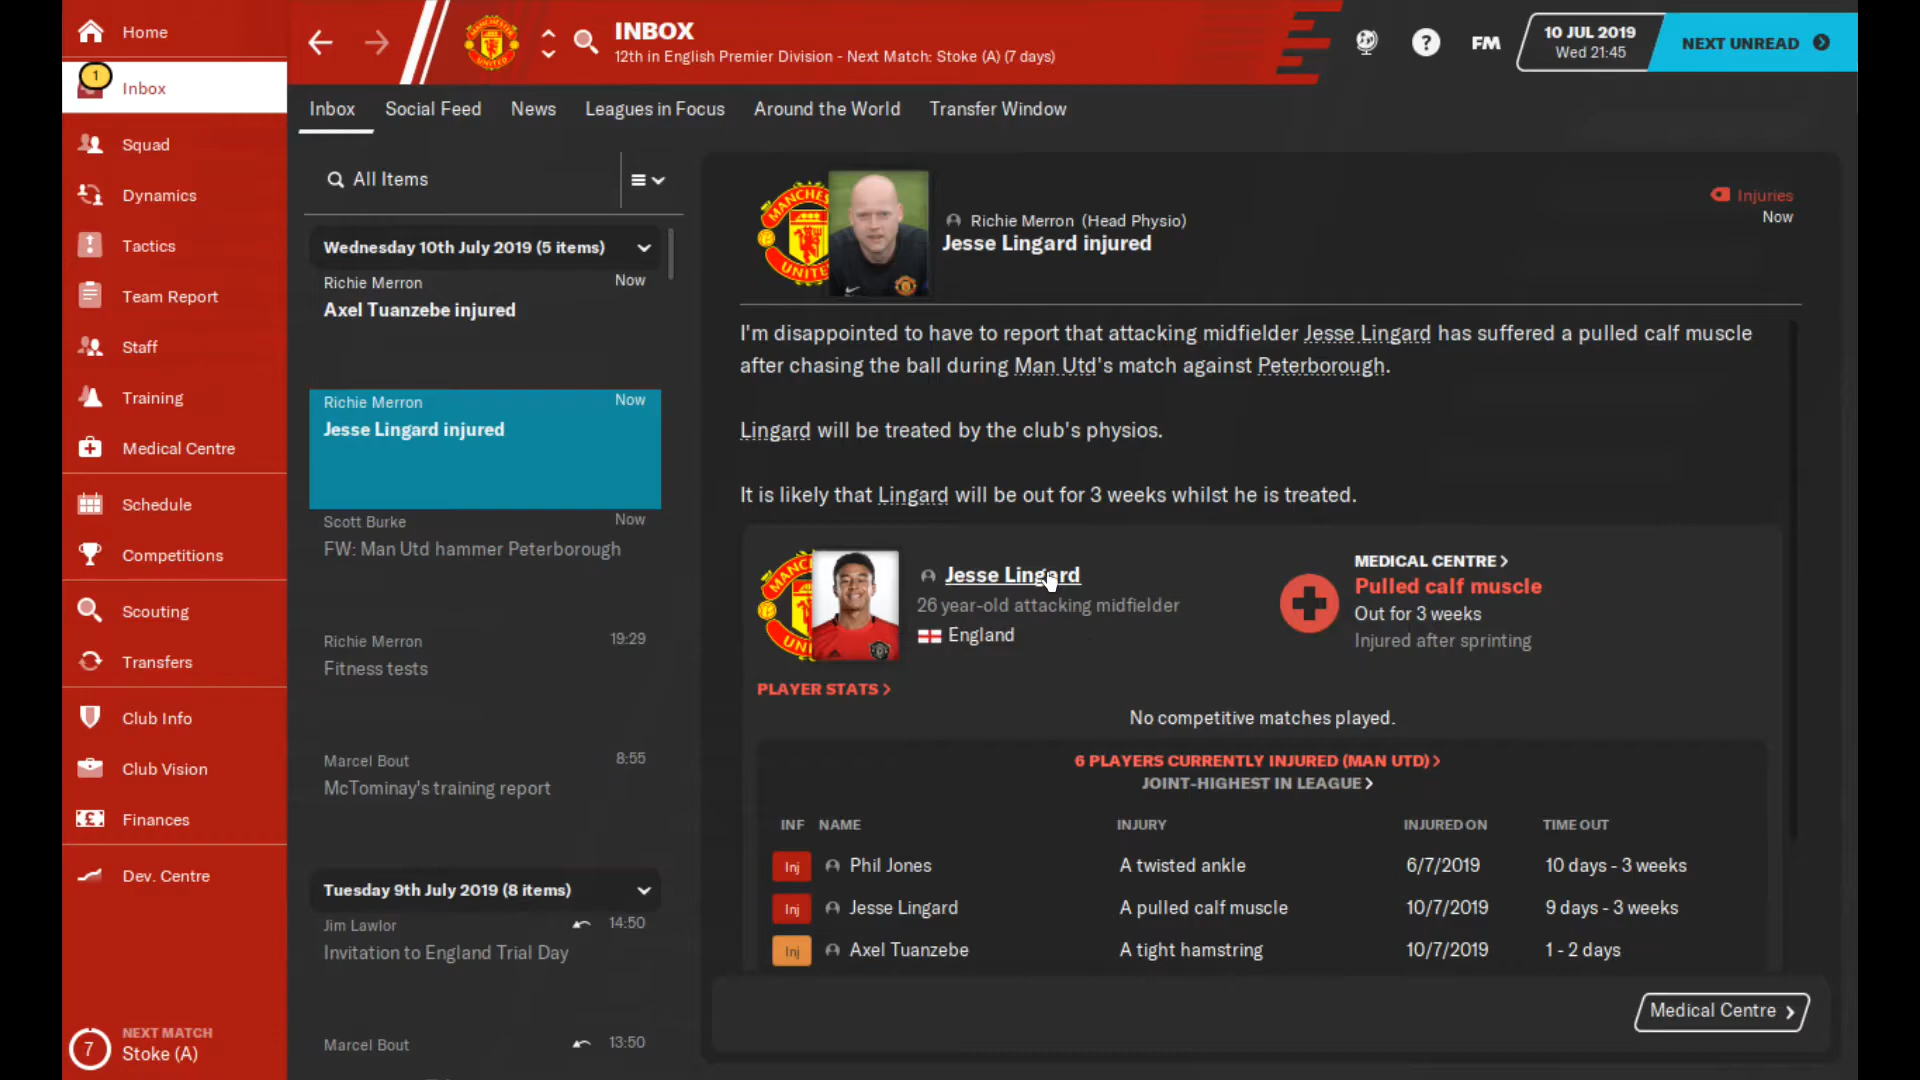 Home
1
Inbox
Squad
Dynamics
Tactics
Team Report
Staff
Training
Medical Centre
Schedule
Competitions
Scouting
Transfers
Club Info
Club Vision
Finances
Dev. Centre
7
NEXT MATCH
Stoke (A)
INBOX
12th in English Premier Division - Next Match: Stoke (A) (7 days)
?
FM
10 JUL 2019
Wed 21:45
NEXT UNREAD
Inbox Social Feed News Leagues in Focus Around the World Transfer Window
All Items
Wednesday 10th July 2019 (5 items)
Richie Merron Now
Axel Tuanzebe injured
Richie Merron Now
Jesse Lingard injured
Scott Burke Now
FW: Man Utd hammer Peterborough
Richie Merron 19:29
Fitness tests
Marcel Bout 8:55
McTominay's training report
Tuesday 9th July 2019 (8 items)
Jim Lawlor 14:50
Invitation to England Trial Day
Marcel Bout 13:50
Richie Merron (Head Physio)
Jesse Lingard injured
Injuries
Now
I'm disappointed to have to report that attacking midfielder Jesse Lingard has suffered a pulled calf muscle
after chasing the ball during Man Utd's match against Peterborough.
Lingard will be treated by the club's physios.
It is likely that Lingard will be out for 3 weeks whilst he is treated.
Jesse Lingard
26 year-old attacking midfielder
England
MEDICAL CENTRE >
Pulled calf muscle
Out for 3 weeks
Injured after sprinting
PLAYER STATS >
No competitive matches played.
6 PLAYERS CURRENTLY INJURED (MAN UTD) >
JOINT-HIGHEST IN LEAGUE >
INF NAME INJURY INJURED ON TIME OUT
Inj Phil Jones A twisted ankle 6/7/2019 10 days - 3 weeks
Inj Jesse Lingard A pulled calf muscle 10/7/2019 9 days - 3 weeks
Inj Axel Tuanzebe A tight hamstring 10/7/2019 1 - 2 days
Medical Centre >